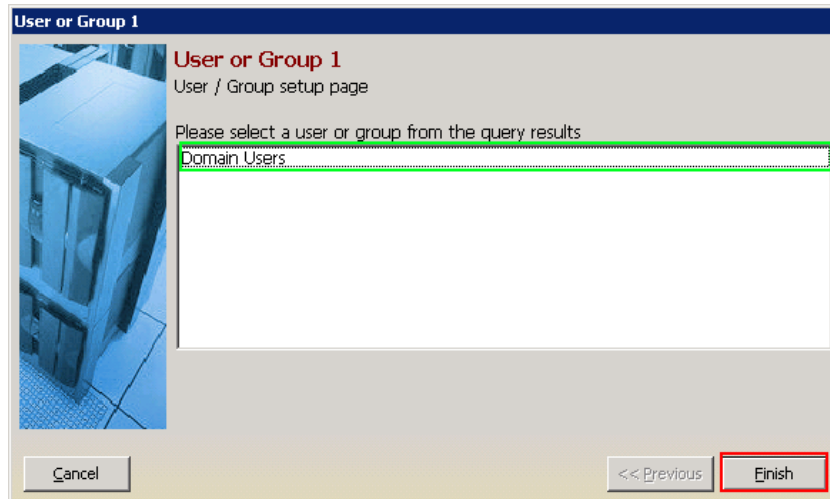 User or Group 1
User or Group 1
User / Group setup page
Please select a user or group from the query results
Domain Users
Cancel
<< Previous
Finish